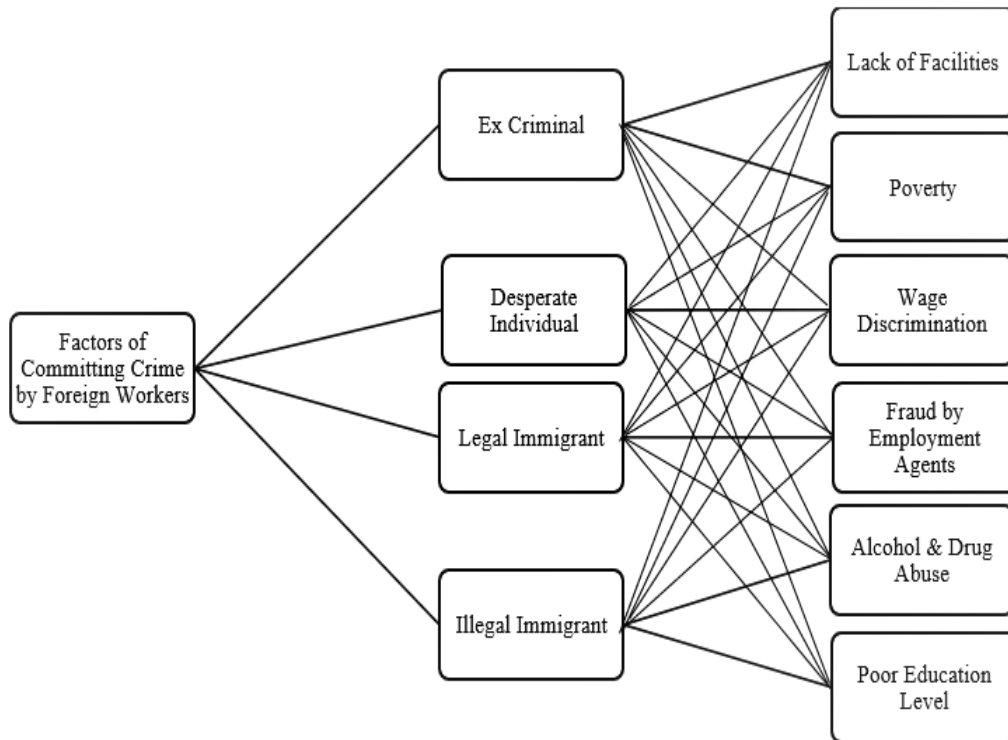 Factors of
Committing Crime
by Foreign Workers
Ex Criminal
Desperate
Individual
Legal Immigrant
Illegal Immigrant
Lack of Facilities
Poverty
Wage
Discrimination
Fraud by
Employment
Agents
Alcohol & Drug
Abuse
Poor Education
Level